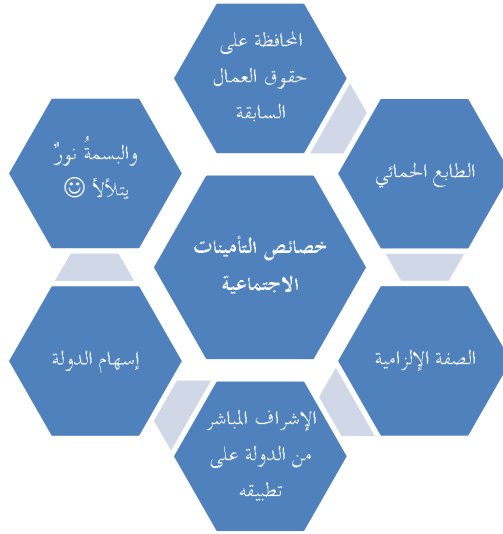 المحافظة على
حقوق العمال
السابقة
الطابع الحمائي
الصفة الإلزامية
الإشراف المباشر
من الدولة على
تطبيقه
إسهام الدولة
والبسمةُ نورٌ
يتلألأ ☺
خصائص التأمينات
الاجتماعية